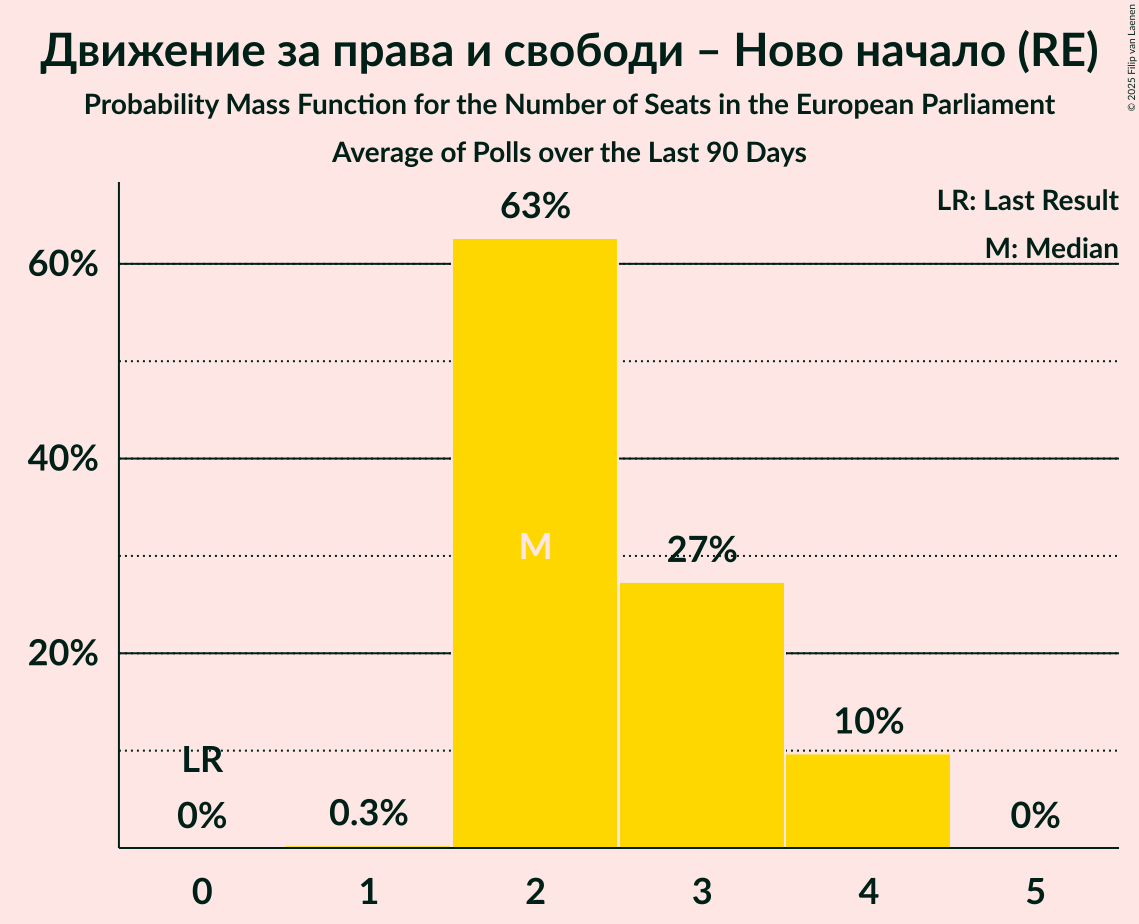 Движение за права и свободи – Ново начало (RE)
Probability Mass Function for the Number of Seats in the European Parliament
Average of Polls over the Last 90 Days
© 2025 Filip van Laenen
LR: Last Result
M: Median
63%
60%
40%
M
27%
20%
10%
LR
0%
0.3%
0%
0 1 2 3 4 5